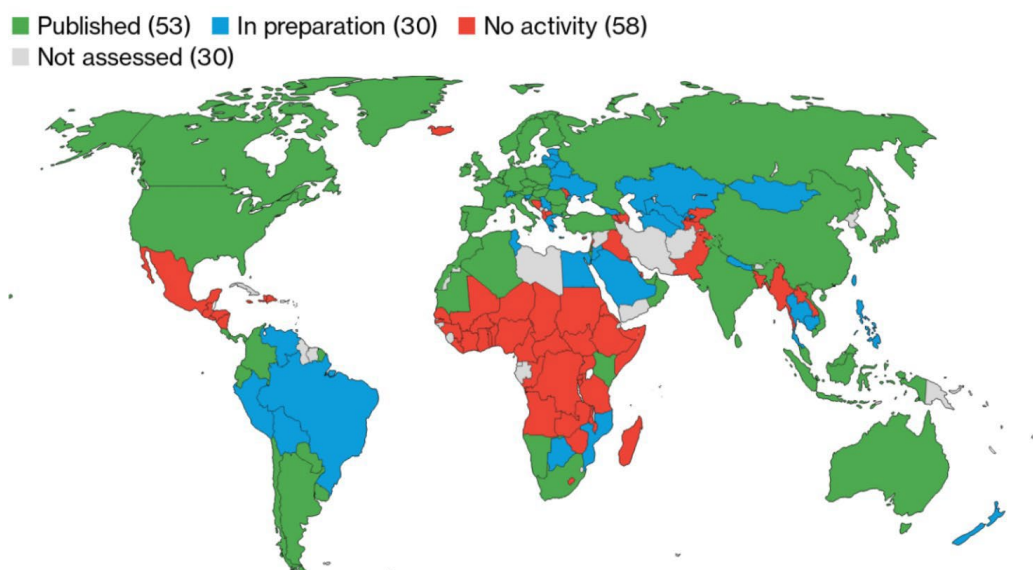 Published (53) In preparation (30) No activity (58)
Not assessed (30)